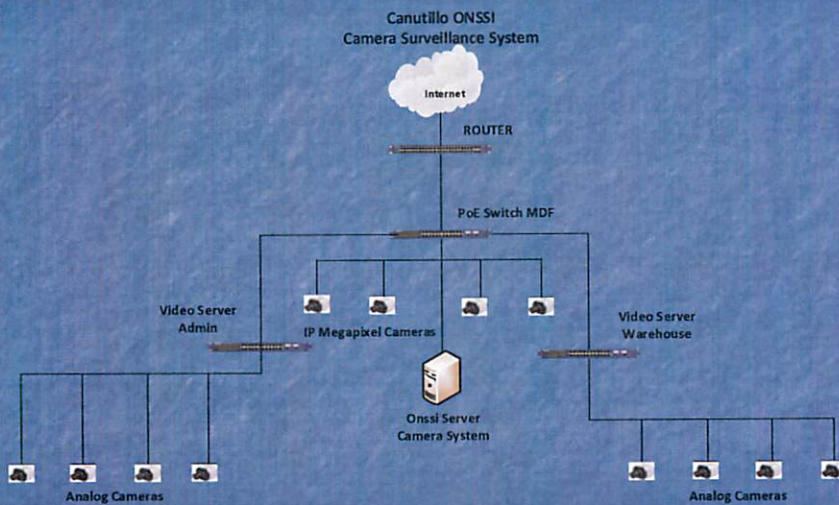 Canutillo ONSSI
Camera Surveillance System
Internet
ROUTER
PoE Switch MDF
Video Server
Admin
IP Megapixel Cameras
Video Server
Warehouse
Onssi Server
Camera System
Analog Cameras
Analog Cameras